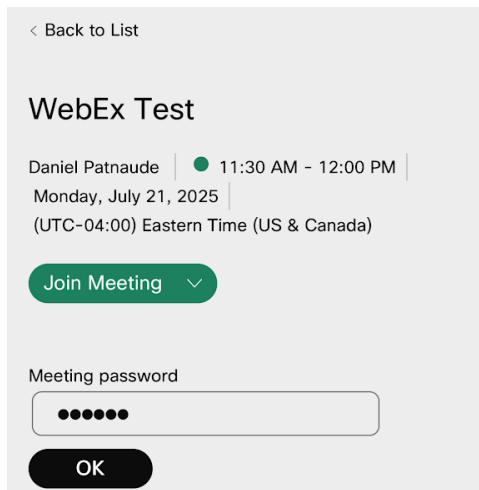 Back to List
WebEx Test
Daniel Patnaude 11:30 AM - 12:00 PM
Monday, July 21, 2025
(UTC-04:00) Eastern Time (US & Canada)
Join Meeting
Meeting password
●●●●●●
OK